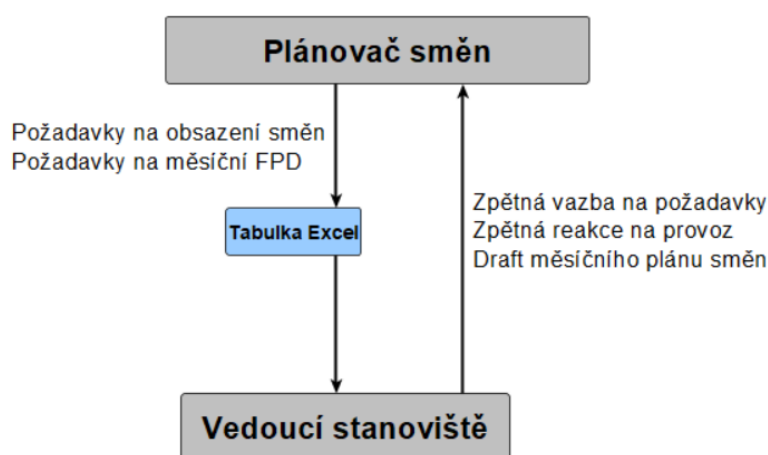 Plánovač směn
Požadavky na obsazení směn
Požadavky na měsíční FPD
Tabulka Excel
Zpětná vazba na požadavky
Zpětná reakce na provoz
Draft měsíčního plánu směn
Vedoucí stanoviště